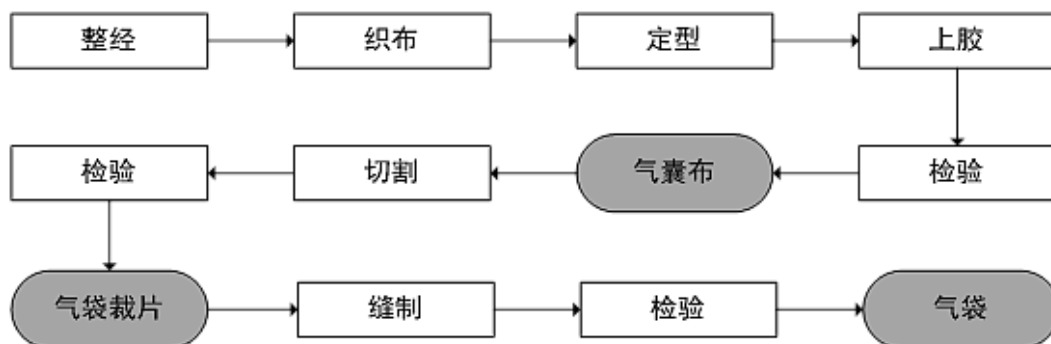 整经 织布 定型 上胶
检验 切割 气囊布 检验
气袋裁片 缝制 检验 气袋